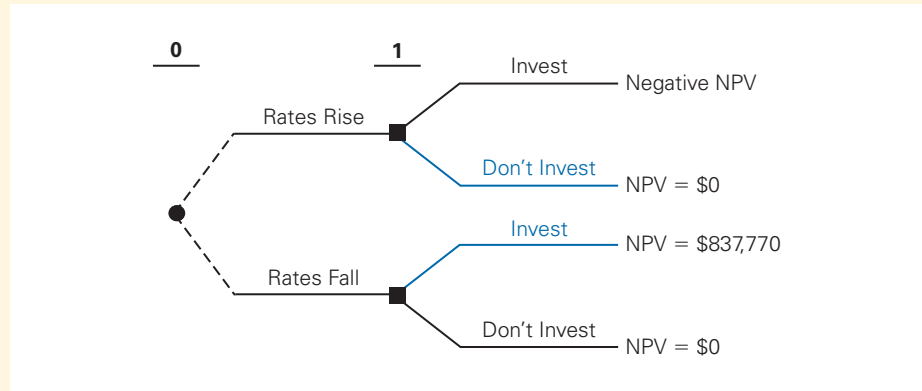 0
1
Invest
Negative NPV
Rates Rise
Don't Invest
NPV = $0
Invest
NPV = $837,770
Rates Fall
Don't Invest
NPV = $0